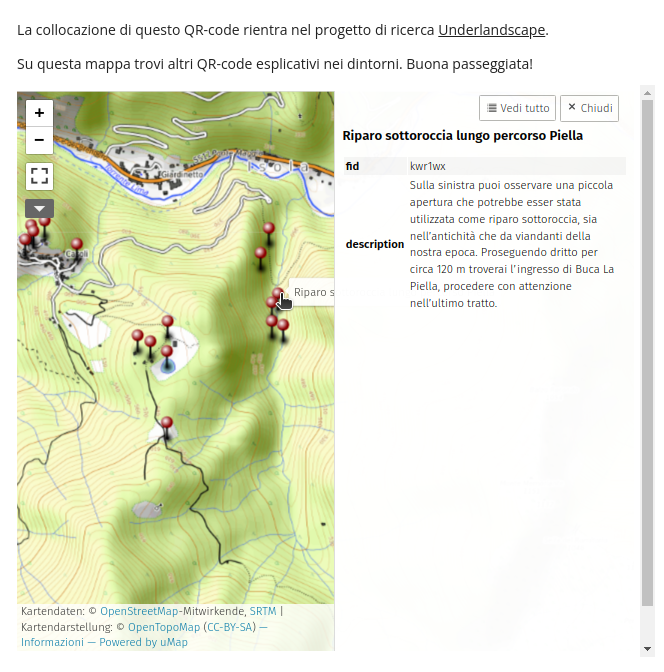 La collocazione di questo QR-code rientra nel progetto di ricerca Underlandscape.
Su questa mappa trovi altri QR-code esplicativi nei dintorni. Buona passeggiata!
+
−
Giardinetto
Isola
Riparo s
Vedi tutto
× Chiudi
Riparo sottoroccia lungo percorso Piella
fid kwr1wx
description
Sulla sinistra puoi osservare una piccola
apertura che potrebbe esser stata
utilizzata come riparo sottoroccia, sia
nell'antichità che da viandanti della
nostra epoca. Proseguendo dritto per
circa 120 m troverai l'ingresso di Buca La
Piella, procedere con attenzione
nell'ultimo tratto.
Kartendaten: © OpenStreetMap-Mitwirkende, SRTM |
Kartendarstellung: © OpenTopoMap (CC-BY-SA) —
Informazioni — Powered by uMap